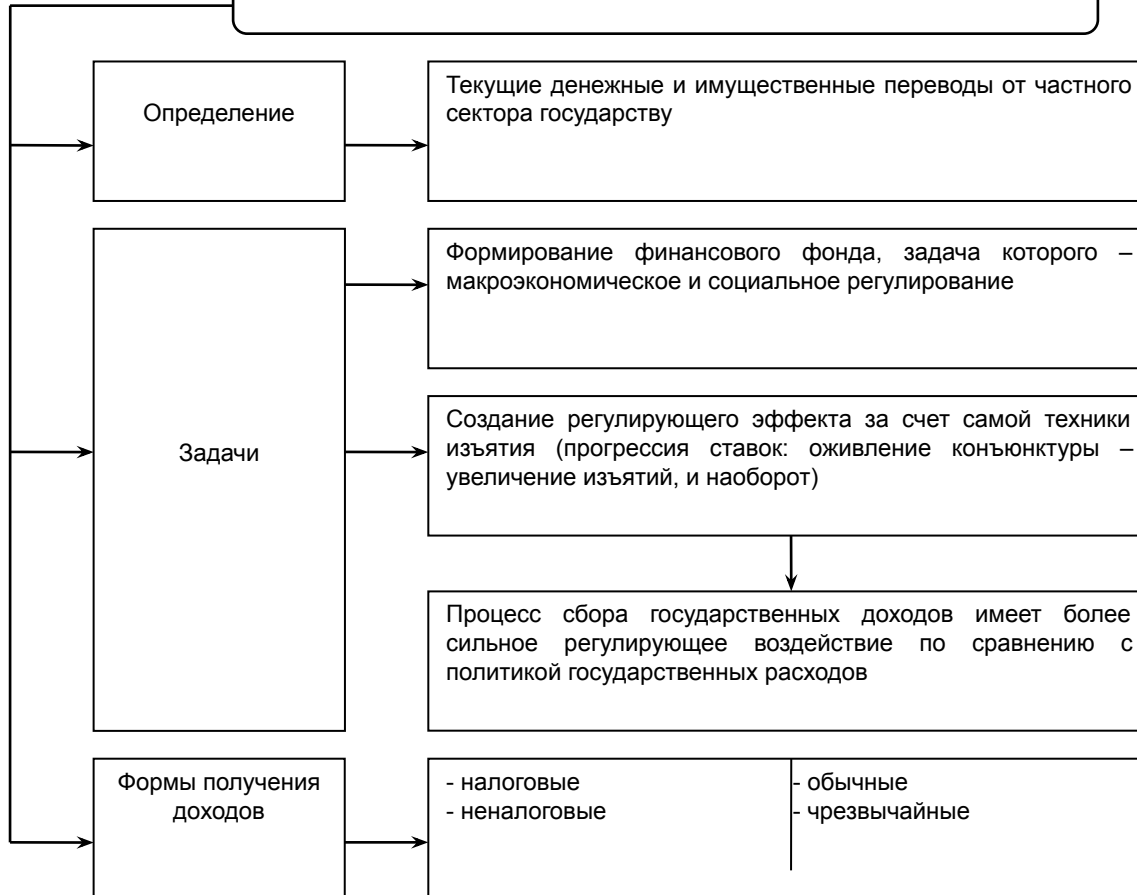 Определение
Текущие денежные и имущественные переводы от частного
сектора государству
Задачи
Формирование финансового фонда, задача которого –
макроэкономическое и социальное регулирование
Создание регулирующего эффекта за счет самой техники
изъятия (прогрессия ставок: оживление конъюнктуры –
увеличение изъятий, и наоборот)
Процесс сбора государственных доходов имеет более
сильное регулирующее воздействие по сравнению с
политикой государственных расходов
Формы получения
доходов
- налоговые
- неналоговые
- обычные
- чрезвычайные